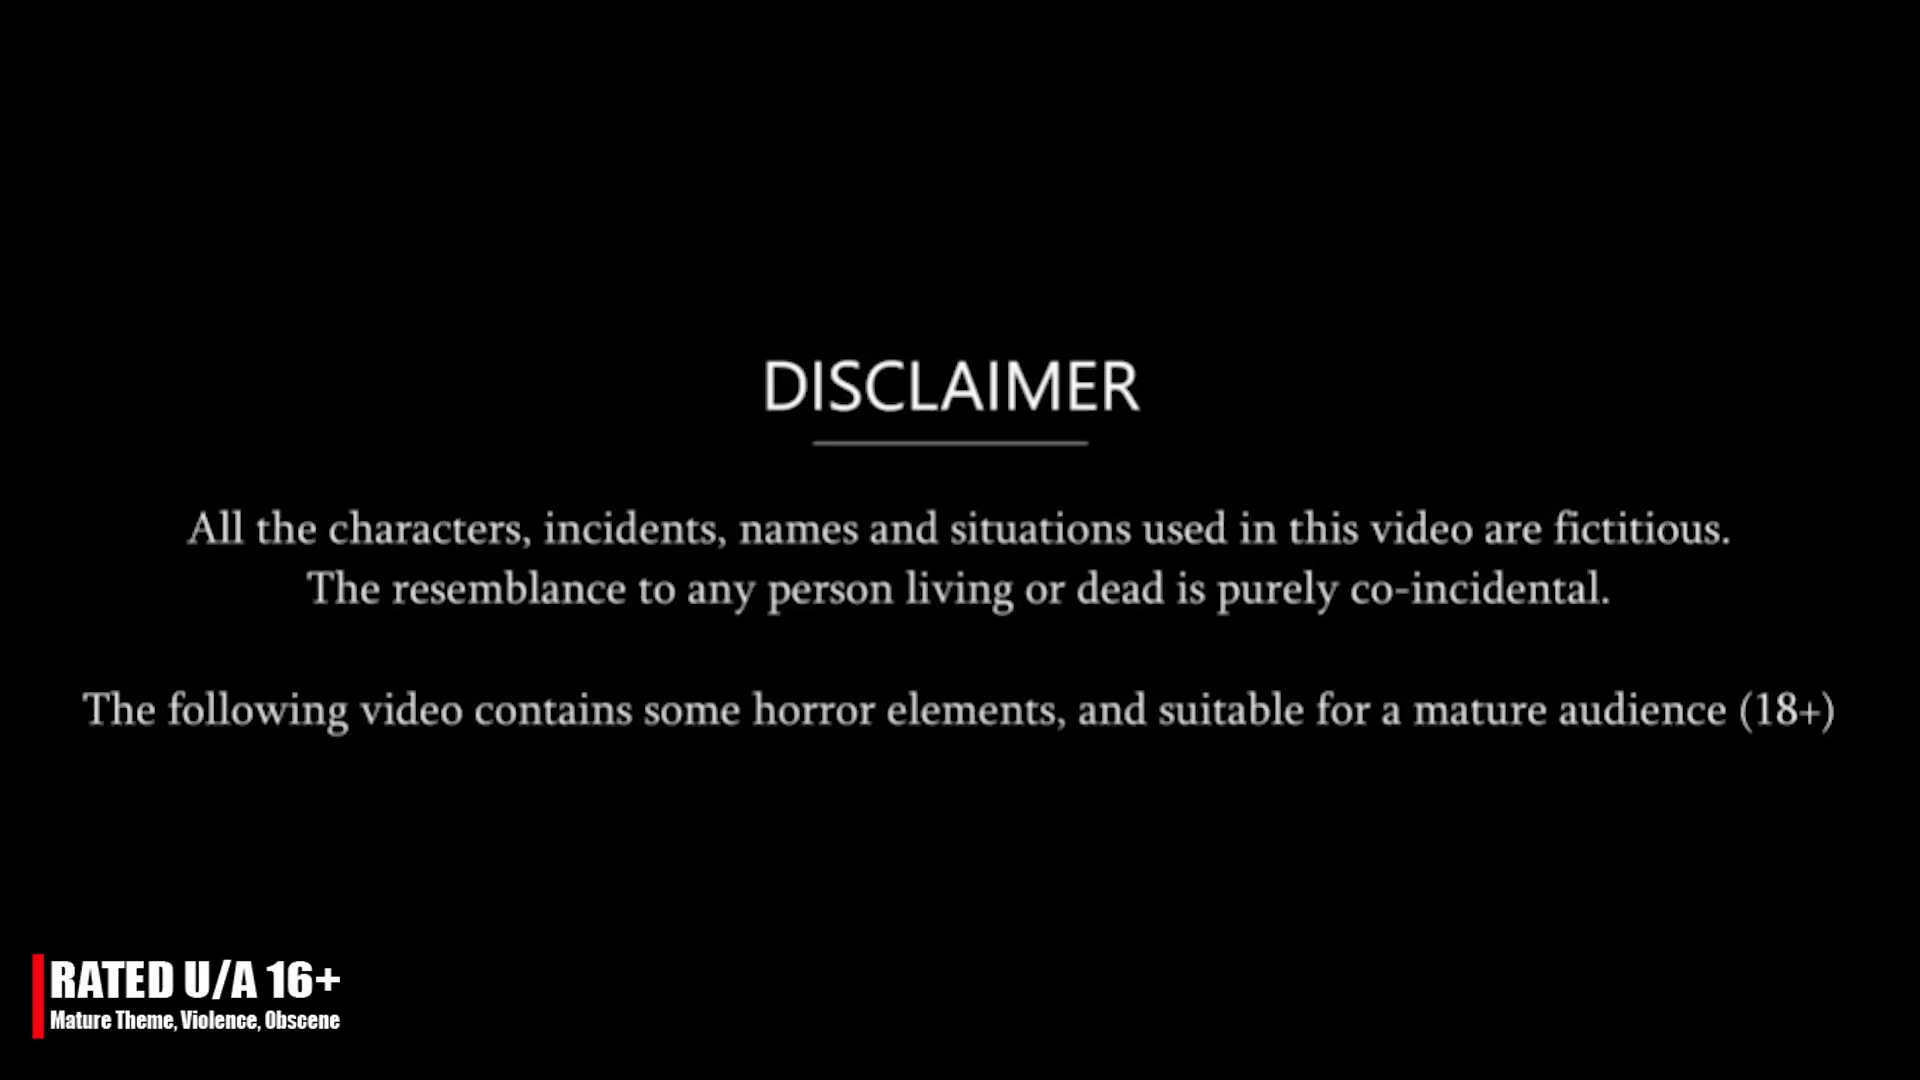 DISCLAIMER
All the characters, incidents, names and situations used in this video are fictitious.
The resemblance to any person living or dead is purely co-incidental.
The following video contains some horror elements, and suitable for a mature audience (18+)
RATED U/A 16+
Mature Theme, Violence, Obscene